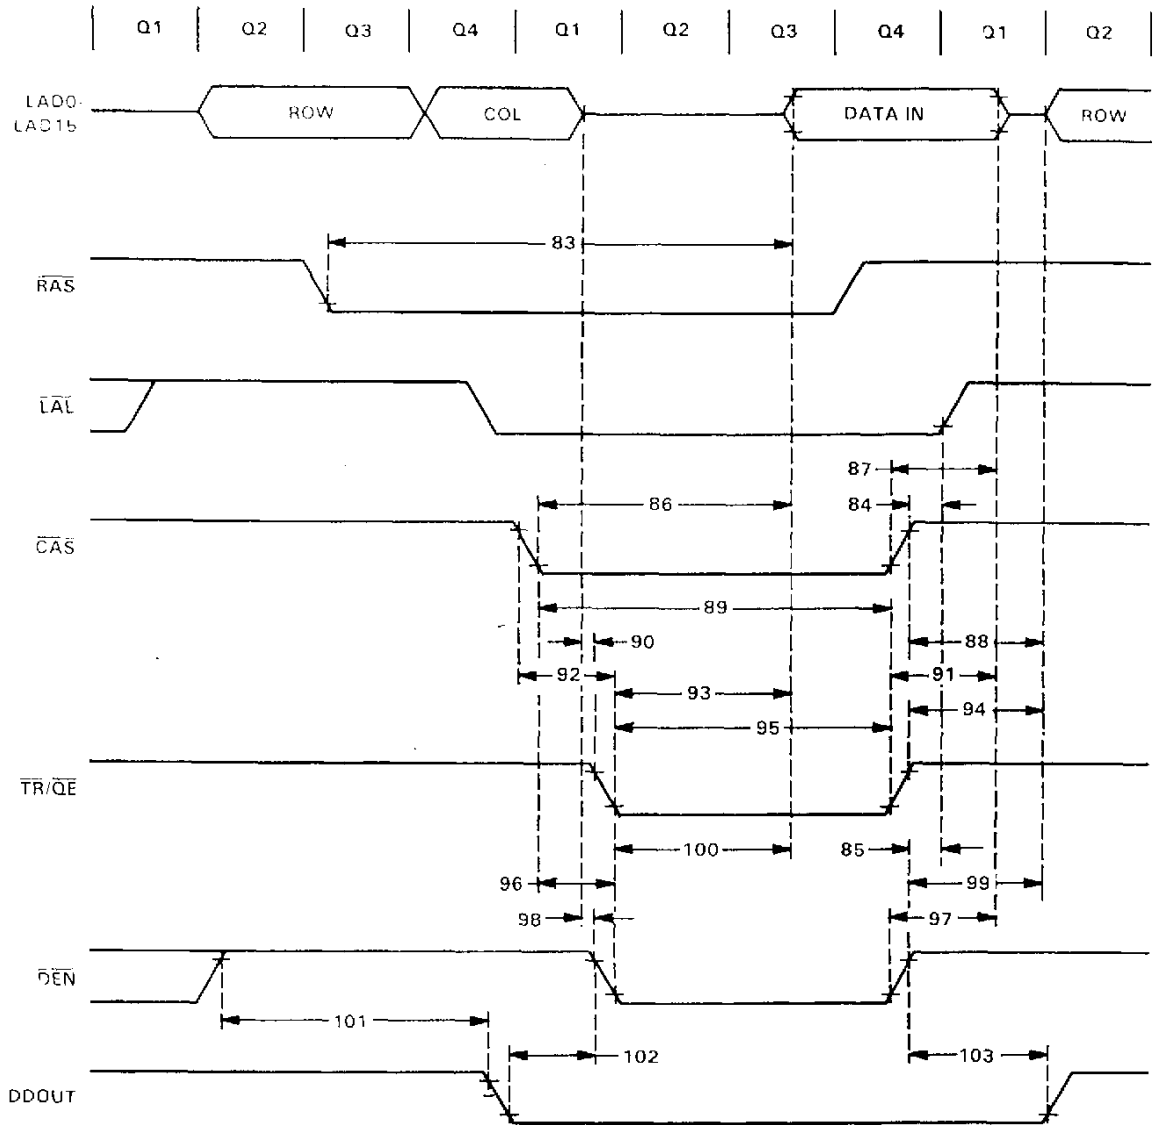 Q1 Q2 Q3 Q4 Q1 Q2 Q3 Q4 Q1 Q2
LAD0-
LAD15
ROW COL DATA IN ROW
83
RAS
LAL
87
86 84
CAS
89
90 88
92 91
93 94
95
TR/QE
100 85
96 99
98 97
DEN
101
102 103
DDOUT